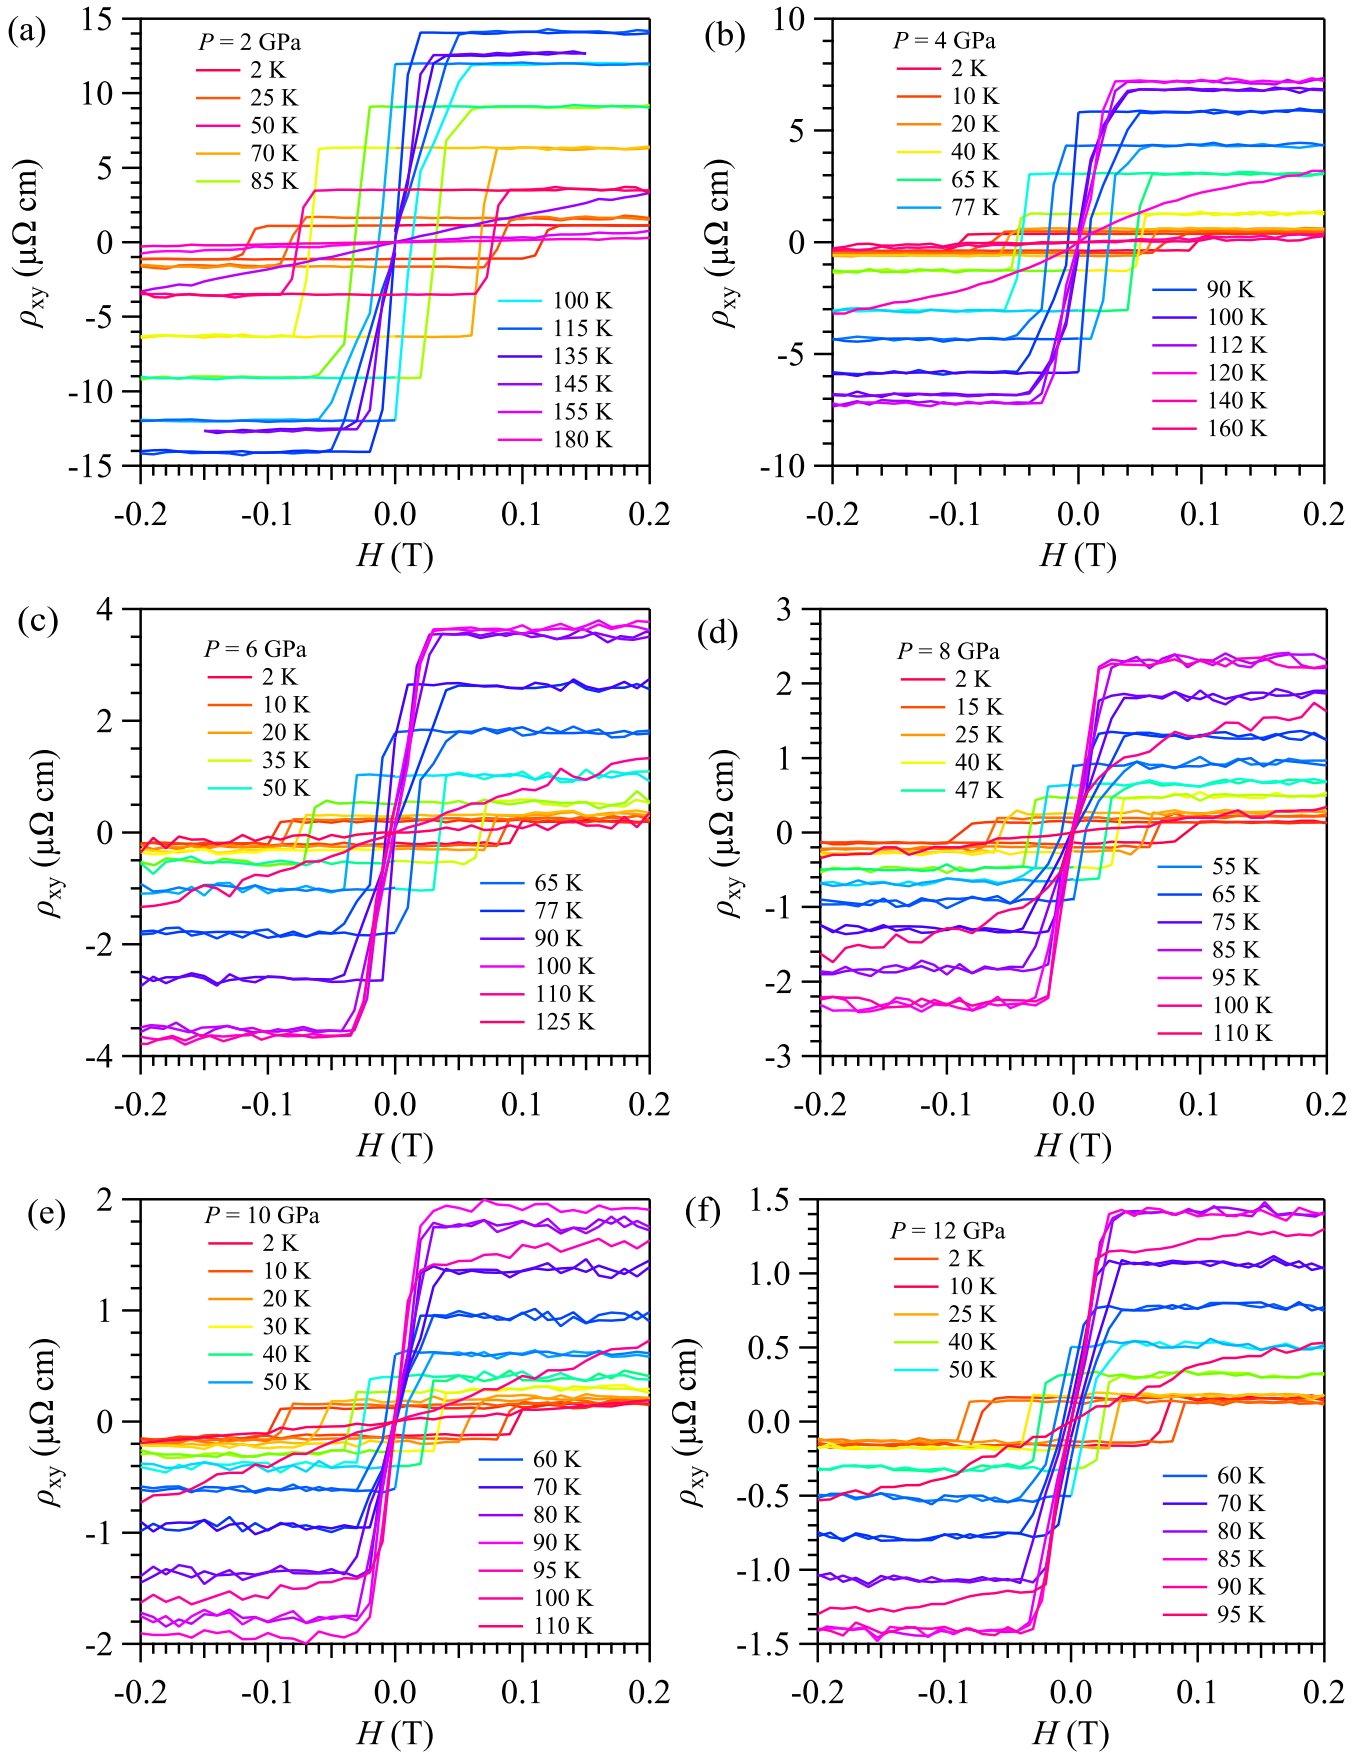 (a)
P = 2 GPa
2 K
25 K
50 K
70 K
85 K
100 K
115 K
135 K
145 K
155 K
180 K
15
10
5
0
-5
-10
-15
ρxy (μΩ cm)
-0.2
-0.1
0.0
0.1
0.2
H (T)
(b)
P = 4 GPa
2 K
10 K
20 K
40 K
65 K
77 K
90 K
100 K
112 K
120 K
140 K
160 K
10
5
0
-5
-10
ρxy (μΩ cm)
-0.2
-0.1
0.0
0.1
0.2
H (T)
(c)
P = 6 GPa
2 K
10 K
20 K
35 K
50 K
65 K
77 K
90 K
100 K
110 K
125 K
4
2
0
-2
-4
ρxy (μΩ cm)
-0.2
-0.1
0.0
0.1
0.2
H (T)
(d)
P = 8 GPa
2 K
15 K
25 K
40 K
47 K
55 K
65 K
75 K
85 K
95 K
100 K
110 K
3
2
1
0
-1
-2
-3
ρxy (μΩ cm)
-0.2
-0.1
0.0
0.1
0.2
H (T)
(e)
P = 10 GPa
2 K
10 K
20 K
30 K
40 K
50 K
60 K
70 K
80 K
90 K
95 K
100 K
110 K
2
1
0
-1
-2
ρxy (μΩ cm)
-0.2
-0.1
0.0
0.1
0.2
H (T)
(f)
P = 12 GPa
2 K
10 K
25 K
40 K
50 K
60 K
70 K
80 K
85 K
90 K
95 K
1.5
1.0
0.5
0.0
-0.5
-1.0
-1.5
ρxy (μΩ cm)
-0.2
-0.1
0.0
0.1
0.2
H (T)